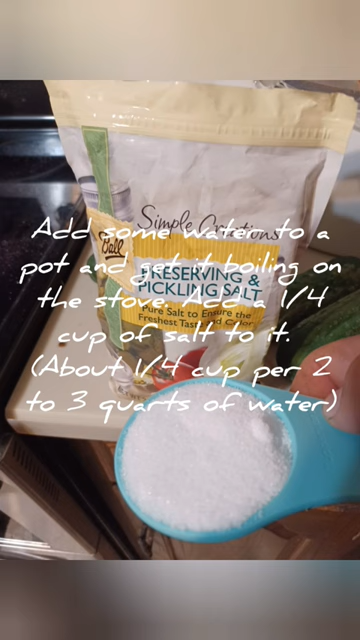 Simple Creations
Ball
PRESERVING &
PICKLING SALT
Pure Salt to Ensure the
Freshest Taste and Color
Add some water to a
pot and get it boiling on
the stove. Add a 1/4
cup of salt to it.
(About 1/4 cup per 2
to 3 quarts of water)